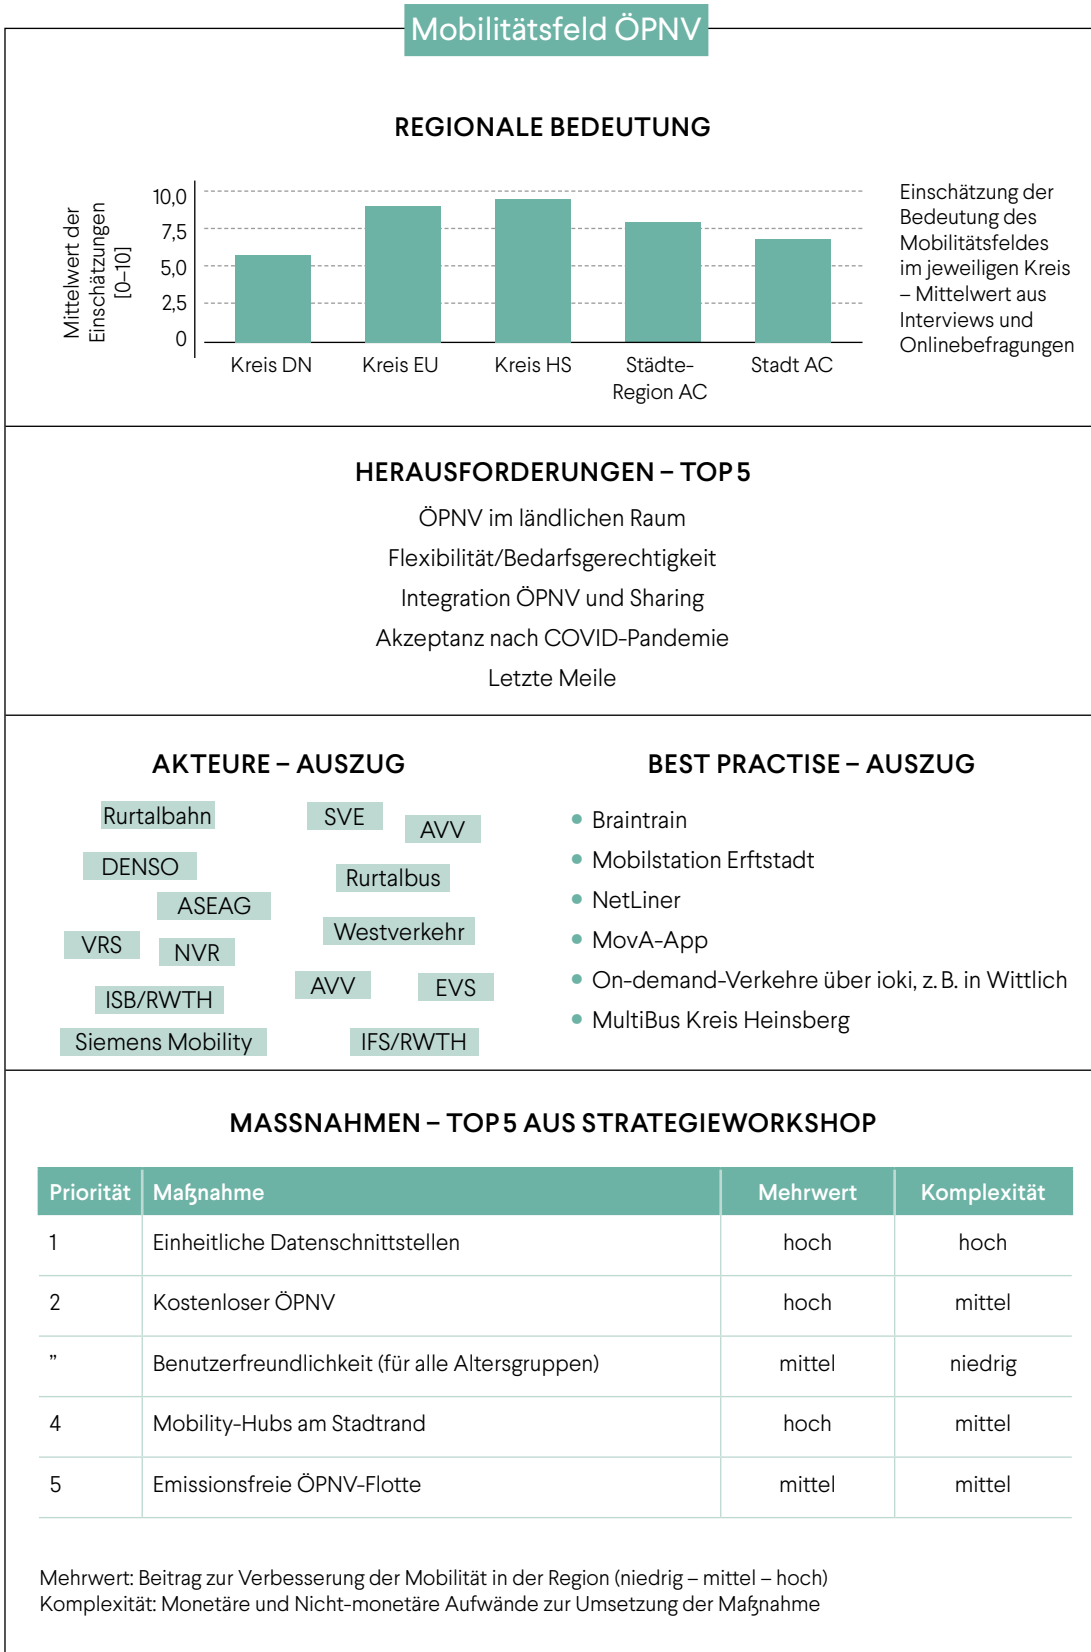 Mobilitätsfeld ÖPNV
REGIONALE BEDEUTUNG
Mittelwert der
Einschätzungen
[0–10]
10,0
7,5
5,0
2,5
0
Kreis DN
Kreis EU
Kreis HS
Städte-
Region AC
Stadt AC
Einschätzung der
Bedeutung des
Mobilitätsfeldes
im jeweiligen Kreis
– Mittelwert aus
Interviews und
Onlinebefragungen
HERAUSFORDERUNGEN – TOP 5
ÖPNV im ländlichen Raum
Flexibilität/Bedarfsgerechtigkeit
Integration ÖPNV und Sharing
Akzeptanz nach COVID-Pandemie
Letzte Meile
AKTEURE – AUSZUG
Rurtalbahn
SVE
AVV
DENSO
Rurtalbus
ASEAG
Westverkehr
VRS
NVR
AVV
EVS
ISB/RWTH
Siemens Mobility
IFS/RWTH
BEST PRACTISE – AUSZUG
• Braintrain
• Mobilstation Erftstadt
• NetLiner
• MovA-App
• On-demand-Verkehre über ioki, z. B. in Wittlich
• MultiBus Kreis Heinsberg
MASSNAHMEN – TOP 5 AUS STRATEGIEWORKSHOP
Priorität Maßnahme Mehrwert Komplexität
1 Einheitliche Datenschnittstellen hoch hoch
2 Kostenloser ÖPNV hoch mittel
” Benutzerfreundlichkeit (für alle Altersgruppen) mittel niedrig
4 Mobility-Hubs am Stadtrand hoch mittel
5 Emissionsfreie ÖPNV-Flotte mittel mittel
Mehrwert: Beitrag zur Verbesserung der Mobilität in der Region (niedrig – mittel – hoch)
Komplexität: Monetäre und Nicht-monetäre Aufwände zur Umsetzung der Maßnahme